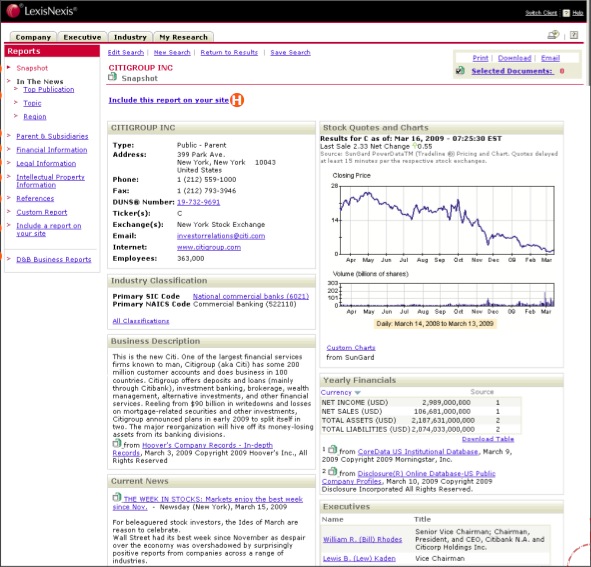 LexisNexis®
Switch Client | ? Help
Company Executive Industry My Research
Reports
Snapshot
In The News
Top Publication
Topic
Region
Parent & Subsidiaries
Financial Information
Legal Information
Intellectual Property
Information
References
Custom Report
Include a report on
your site
D&B Business Reports
Edit Search | New Search | Return to Results | Save Search
Print | Download | Email
Selected Documents: 0
CITIGROUP INC
Snapshot
Include this report on your site H
CITIGROUP INC
Type: Public - Parent
Address: 399 Park Ave.
New York, New York 10043
United States
Phone: 1 (212) 559-1000
Fax: 1 (212) 793-3946
DUNS® Number: 19-732-9691
Ticker(s): C
Exchange(s): New York Stock Exchange
Email: investorrelations@citi.com
Internet: www.citigroup.com
Employees: 363,000
Industry Classification
Primary SIC Code National commercial banks (6021)
Primary NAICS Code Commercial Banking (522110)
All Classifications
Business Description
This is the new Citi. One of the largest financial services
firms known to man, Citigroup (aka Citi) has some 200
million customer accounts and does business in 100
countries. Citigroup offers deposits and loans (mainly
through Citibank), investment banking, brokerage, wealth
management, alternative investments, and other financial
services. Reeling from $90 billion in writedowns and losses
on mortgage-related securities and other investments,
Citigroup announced plans in early 2009 to split itself in
two. The major reorganization will hive off its money-losing
assets from its banking divisions.
from Hoover's Company Records - In-depth
Records, March 3, 2009 Copyright 2009 Hoover's Inc., All
Rights Reserved
Current News
THE WEEK IN STOCKS: Markets enjoy the best week
since Nov. - Newsday (New York), March 15, 2009
For beleaguered stock investors, the Ides of March are
reason to celebrate.
Wall Street had its best week since November as despair
over the economy was overshadowed by surprisingly
positive reports from companies across a range of
industries.
Stock Quotes and Charts
Results for C as of: Mar 16, 2009 - 07:25:30 EST
Last Sale 2.33 Net Change 0.55
Source: SunGard PowerData™ (Tradeline ®) Pricing and Chart. Quotes delayed
at least 15 minutes per the respective stock exchanges.
Closing Price
28
14
0
Apr May Jun Jul Aug Sep Oct Nov Dec 09 Feb Mar
Volume (billions of shares)
303
202
101
0
Apr May Jun Jul Aug Sep Oct Nov Dec 09 Feb Mar
Daily: March 14, 2008 to March 13, 2009
Custom Charts
from SunGard
Yearly Financials
Currency Source
NET INCOME (USD) 2,989,000,000 1
NET SALES (USD) 106,681,000,000 1
TOTAL ASSETS (USD) 2,187,631,000,000 2
TOTAL LIABILITIES (USD) 2,074,033,000,000 2
Download Table
1 from CoreData US Institutional Database, March 9,
2009 Copyright 2009 Morningstar, Inc.
2 from Disclosure(R) Online Database-US Public
Company Profiles, March 10, 2009 Copyright 2009
Disclosure Incorporated All Rights Reserved.
Executives
Name Title
William R. (Bill) Rhodes Senior Vice Chairman; Chairman,
President, and CEO, Citibank N.A. and
Citicorp Holdings Inc.
Lewis B. (Lew) Kaden Vice Chairman